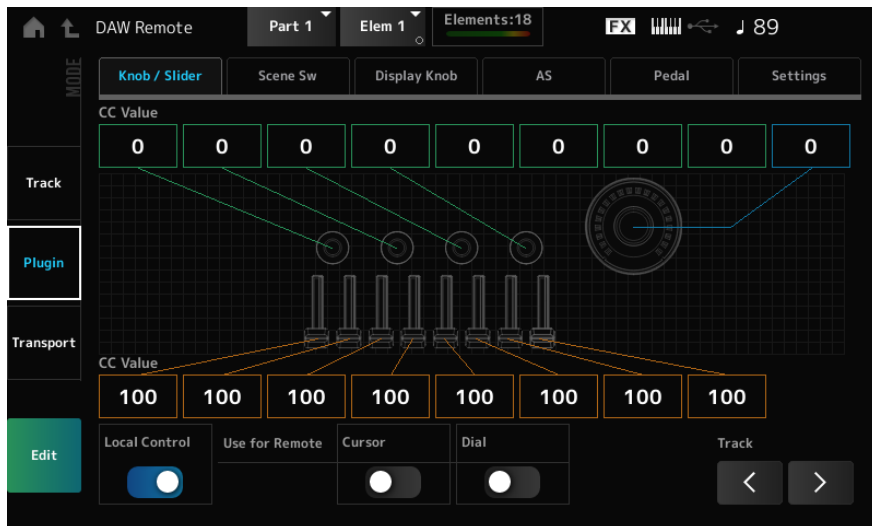 DAW Remote
Part 1
Elem 1
Elements:18
FX
♩ 89
MODE
Knob / Slider
Scene Sw
Display Knob
AS
Pedal
Settings
CC Value
0 0 0 0 0 0 0 0 0
Track
Plugin
Transport
CC Value
100 100 100 100 100 100 100 100
Edit
Local Control
Use for Remote
Cursor
Dial
Track
< >